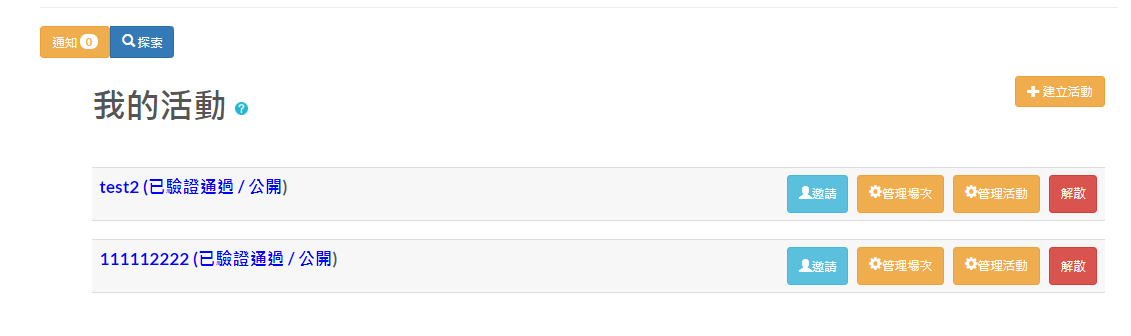 通知 0 探索
我的活動 ?
建立活動
test2 (已驗證通過 / 公開) 邀請 管理場次 管理活動 解散
111112222 (已驗證通過 / 公開) 邀請 管理場次 管理活動 解散